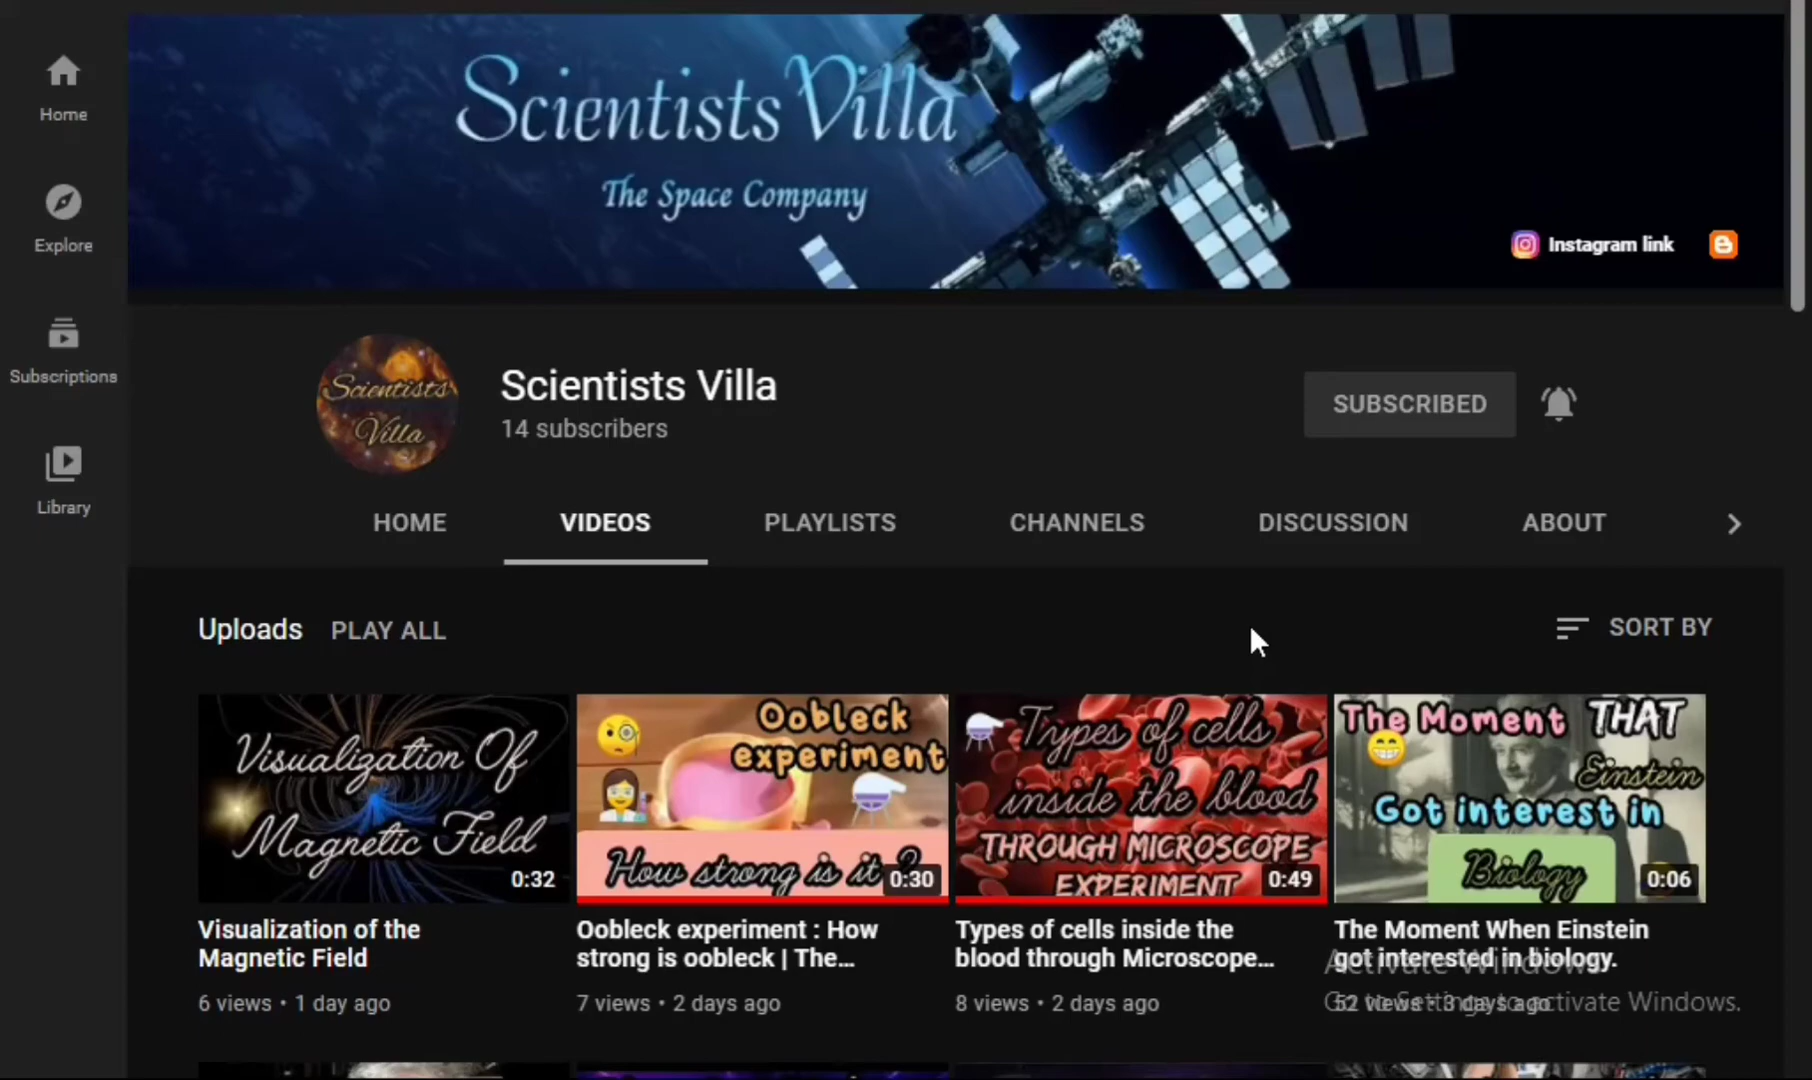 Scientists Villa
The Space Company
Instagram link
Home
Explore
Subscriptions
Library
Scientists Villa
Scientists Villa
14 subscribers
SUBSCRIBED
HOME
VIDEOS
PLAYLISTS
CHANNELS
DISCUSSION
ABOUT
Uploads
PLAY ALL
SORT BY
Visualization Of
Magnetic Field
0:32
Oobleck
experiment
How strong is it ?
0:30
Types of cells
inside the blood
THROUGH MICROSCOPE
EXPERIMENT
0:49
The Moment THAT
Einstein
Got interest in
Biology
0:06
Visualization of the
Magnetic Field
6 views • 1 day ago
Oobleck experiment : How
strong is oobleck | The...
7 views • 2 days ago
Types of cells inside the
blood through Microscope...
8 views • 2 days ago
The Moment When Einstein
got interested in biology.
52 views • 3 days ago
Activate Windows
Go to Settings to activate Windows.